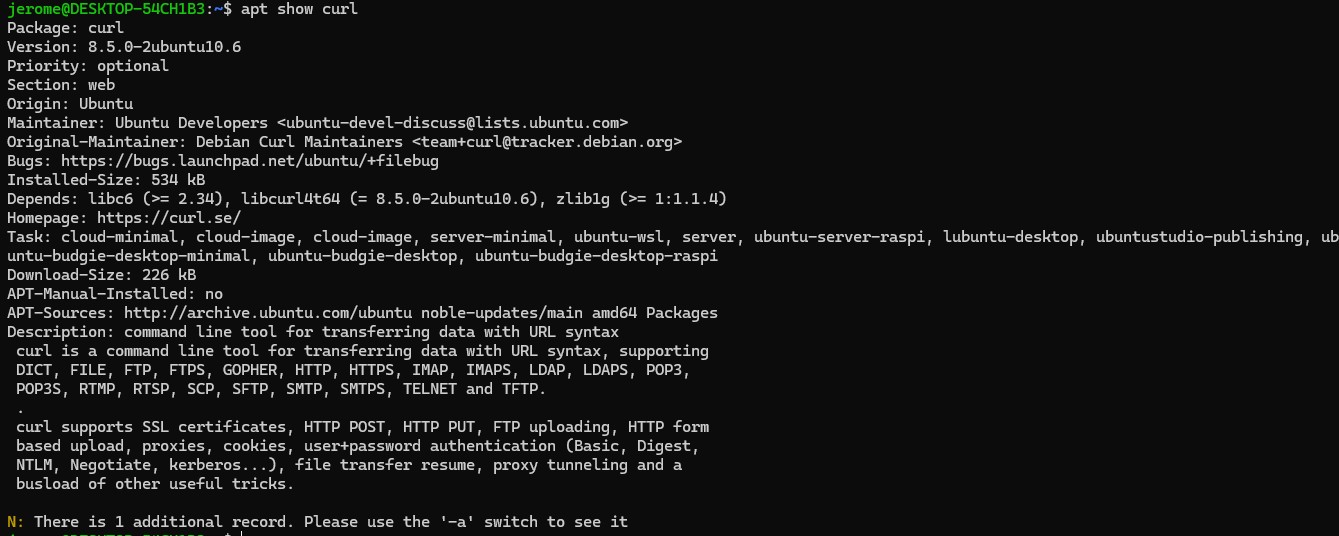 jerome@DESKTOP-54CH1B3:~$ apt show curl
Package: curl
Version: 8.5.0-2ubuntu10.6
Priority: optional
Section: web
Origin: Ubuntu
Maintainer: Ubuntu Developers <ubuntu-devel-discuss@lists.ubuntu.com>
Original-Maintainer: Debian Curl Maintainers <team+curl@tracker.debian.org>
Bugs: https://bugs.launchpad.net/ubuntu/+filebug
Installed-Size: 534 kB
Depends: libc6 (>= 2.34), libcurl4t64 (= 8.5.0-2ubuntu10.6), zlib1g (>= 1:1.1.4)
Homepage: https://curl.se/
Task: cloud-minimal, cloud-image, cloud-image, server-minimal, ubuntu-wsl, server, ubuntu-server-raspi, lubuntu-desktop, ubuntustudio-publishing, ub
untu-budgie-desktop-minimal, ubuntu-budgie-desktop, ubuntu-budgie-desktop-raspi
Download-Size: 226 kB
APT-Manual-Installed: no
APT-Sources: http://archive.ubuntu.com/ubuntu noble-updates/main amd64 Packages
Description: command line tool for transferring data with URL syntax
 curl is a command line tool for transferring data with URL syntax, supporting
 DICT, FILE, FTP, FTPS, GOPHER, HTTP, HTTPS, IMAP, IMAPS, LDAP, LDAPS, POP3,
 POP3S, RTMP, RTSP, SCP, SFTP, SMTP, SMTPS, TELNET and TFTP.
 .
 curl supports SSL certificates, HTTP POST, HTTP PUT, FTP uploading, HTTP form
 based upload, proxies, cookies, user+password authentication (Basic, Digest,
 NTLM, Negotiate, kerberos...), file transfer resume, proxy tunneling and a
 busload of other useful tricks.

N: There is 1 additional record. Please use the '-a' switch to see it